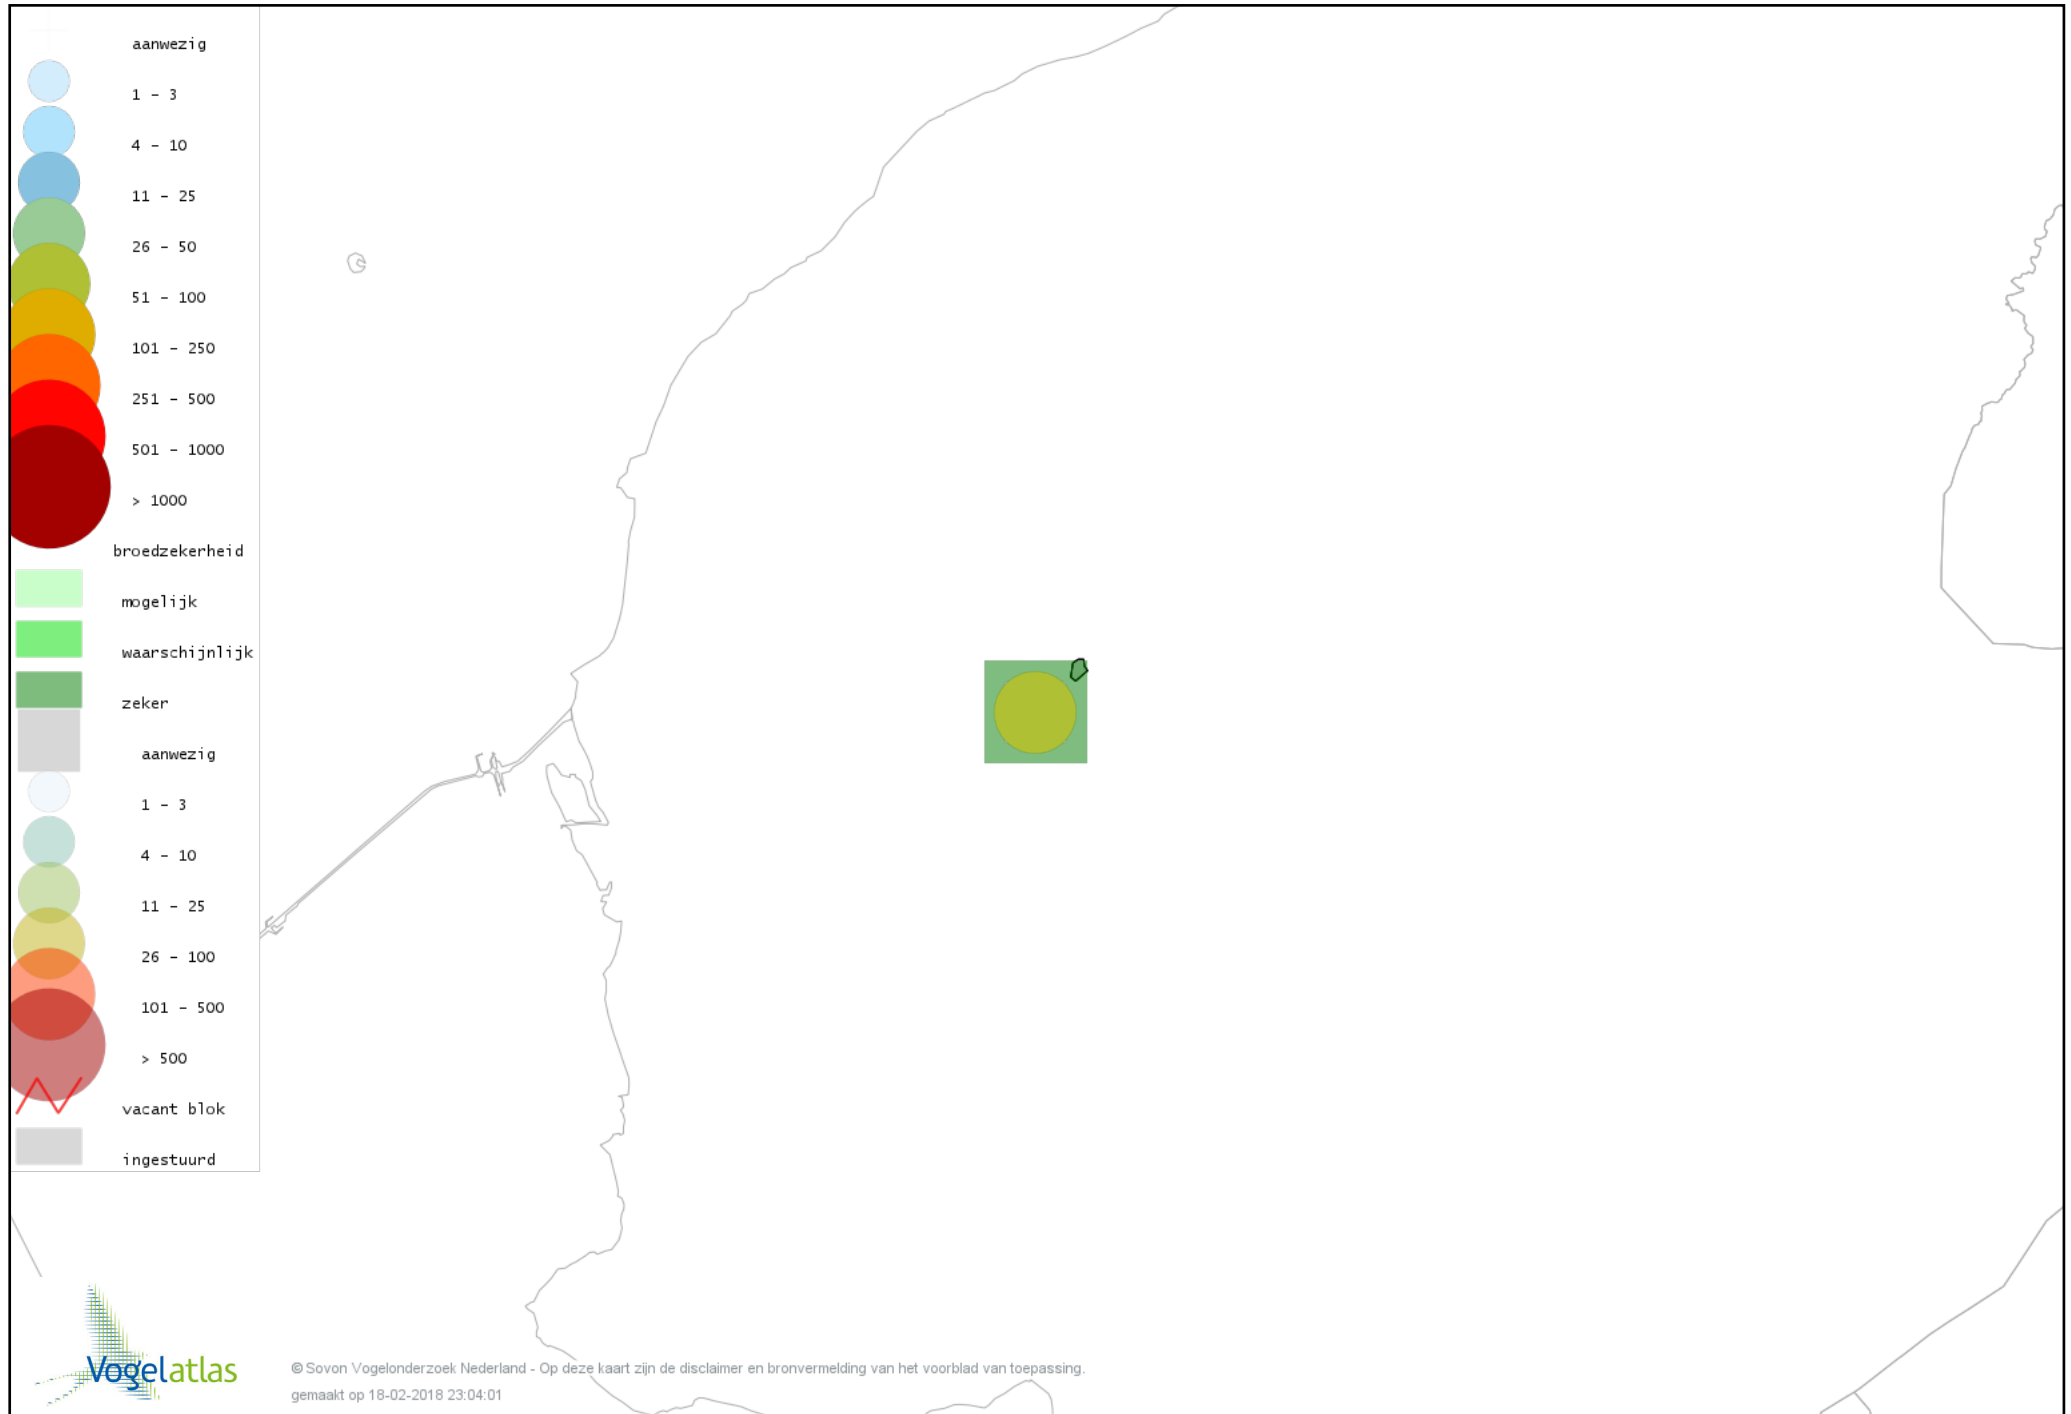 aanwezig
1 - 3
4 - 10
11 - 25
26 - 50
51 - 100
101 - 250
251 - 500
501 - 1000
> 1000
broedzekerheid
mogelijk
waarschijnlijk
zeker
aanwezig
1 - 3
4 - 10
11 - 25
26 - 100
101 - 500
> 500
vacant blok
ingestuurd
Vogelatlas
© Sovon Vogelonderzoek Nederland - Op deze kaart zijn de disclaimer en bronvermelding van het voorblad van toepassing.
gemaakt op 18-02-2018 23:04:01